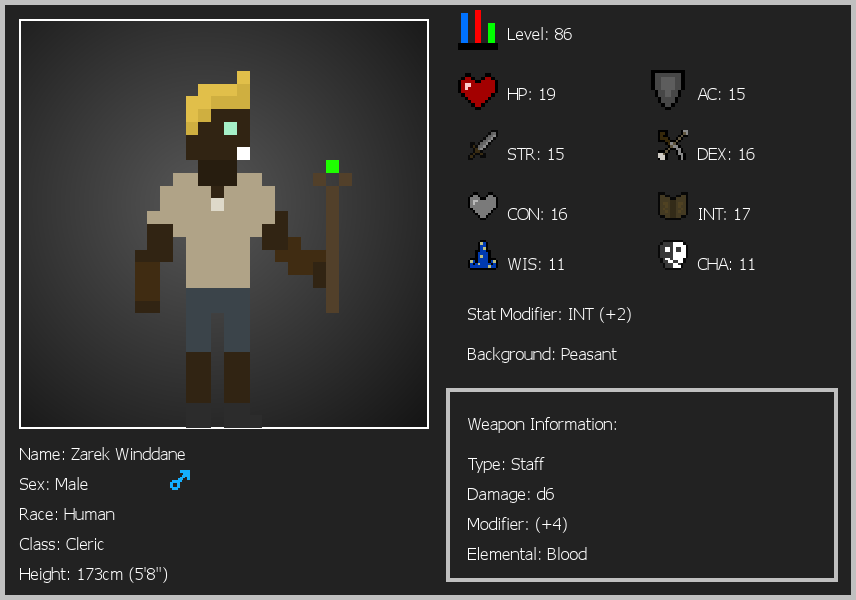 Level: 86
HP: 19
AC: 15
STR: 15
DEX: 16
CON: 16
INT: 17
WIS: 11
CHA: 11
Stat Modifier: INT (+2)
Background: Peasant
Weapon Information:
Type: Staff
Damage: d6
Modifier: (+4)
Elemental: Blood
Name: Zarek Winddane
Sex: Male
Race: Human
Class: Cleric
Height: 173cm (5'8")